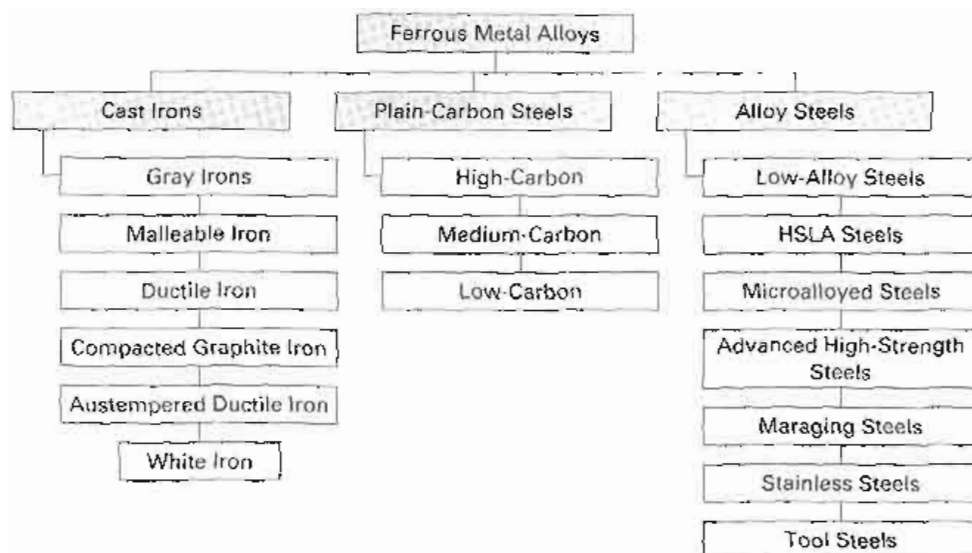 Ferrous Metal Alloys
Cast Irons
Plain-Carbon Steels
Alloy Steels
Gray Irons
High-Carbon
Low-Alloy Steels
Malleable Iron
Medium-Carbon
HSLA Steels
Ductile Iron
Low-Carbon
Microalloyed Steels
Compacted Graphite Iron
Advanced High-Strength
Steels
Austempered Ductile Iron
Maraging Steels
White Iron
Stainless Steels
Tool Steels